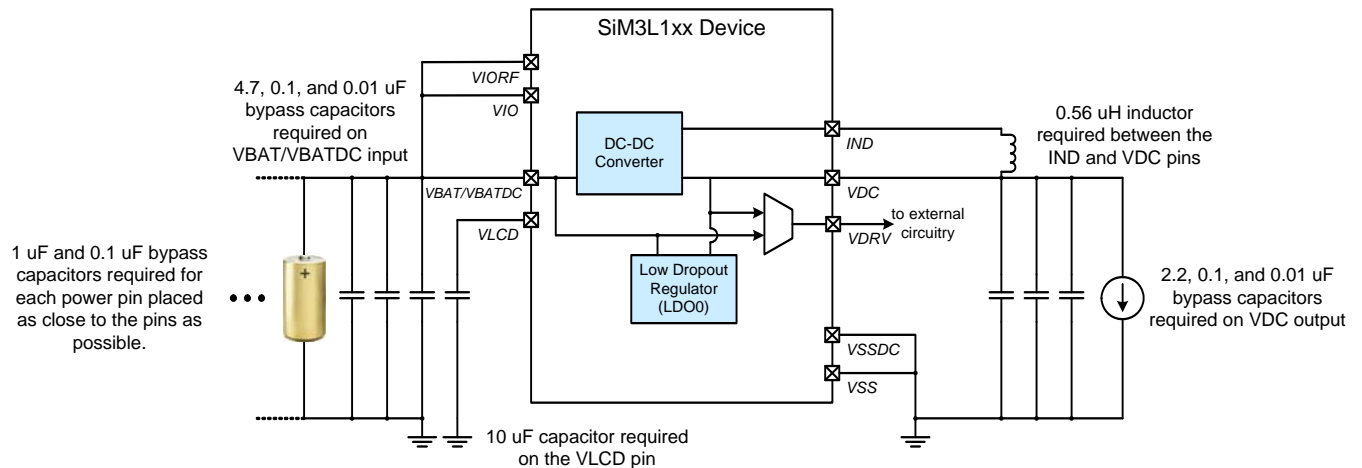 SiM3L1xx Device
VIORF
VIO
4.7, 0.1, and 0.01 uF
bypass capacitors
required on
VBAT/VBATDC input
DC-DC
Converter
IND
0.56 uH inductor
required between the
IND and VDC pins
VBAT/VBATDC
VDC
VLCD
VDRV
to external
circuitry
1 uF and 0.1 uF bypass
capacitors required for
each power pin placed
as close to the pins as
possible.
+
Low Dropout
Regulator
(LDO0)
2.2, 0.1, and 0.01 uF
bypass capacitors
required on VDC output
VSSDC
VSS
10 uF capacitor required
on the VLCD pin